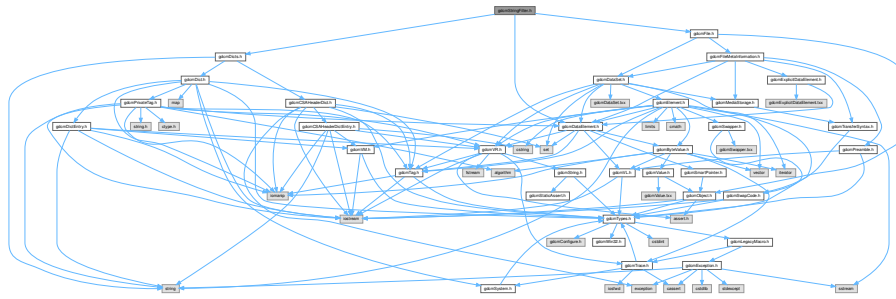 gdcmStringFilter.h
gdcmFile.h
gdcmDicts.h
gdcmFileMetaInformation.h
gdcmDict.h
gdcmDataSet.h
gdcmExplicitDataElement.h
gdcmPrivateTag.h
map
gdcmCSAHeaderDict.h
gdcmDataSet.txx
gdcmElement.h
gdcmMediaStorage.h
gdcmExplicitDataElement.txx
gdcmDictEntry.h
string.h
ctype.h
gdcmCSAHeaderDictEntry.h
gdcmDataElement.h
limits
cmath
gdcmSwapper.h
gdcmTransferSyntax.h
gdcmVM.h
gdcmVR.h
cstring
set
gdcmByteValue.h
gdcmSwapper.txx
gdcmPreamble.h
gdcmTag.h
fstream
algorithm
gdcmString.h
gdcmVL.h
gdcmValue.h
gdcmSmartPointer.h
vector
iterator
iomanip
gdcmStaticAssert.h
gdcmValue.txx
gdcmObject.h
gdcmSwapCode.h
iostream
gdcmTypes.h
assert.h
gdcmConfigure.h
gdcmWin32.h
cstdint
gdcmLegacyMacro.h
gdcmTrace.h
gdcmException.h
string
gdcmSystem.h
iosfwd
exception
cassert
cstdlib
stdexcept
sstream